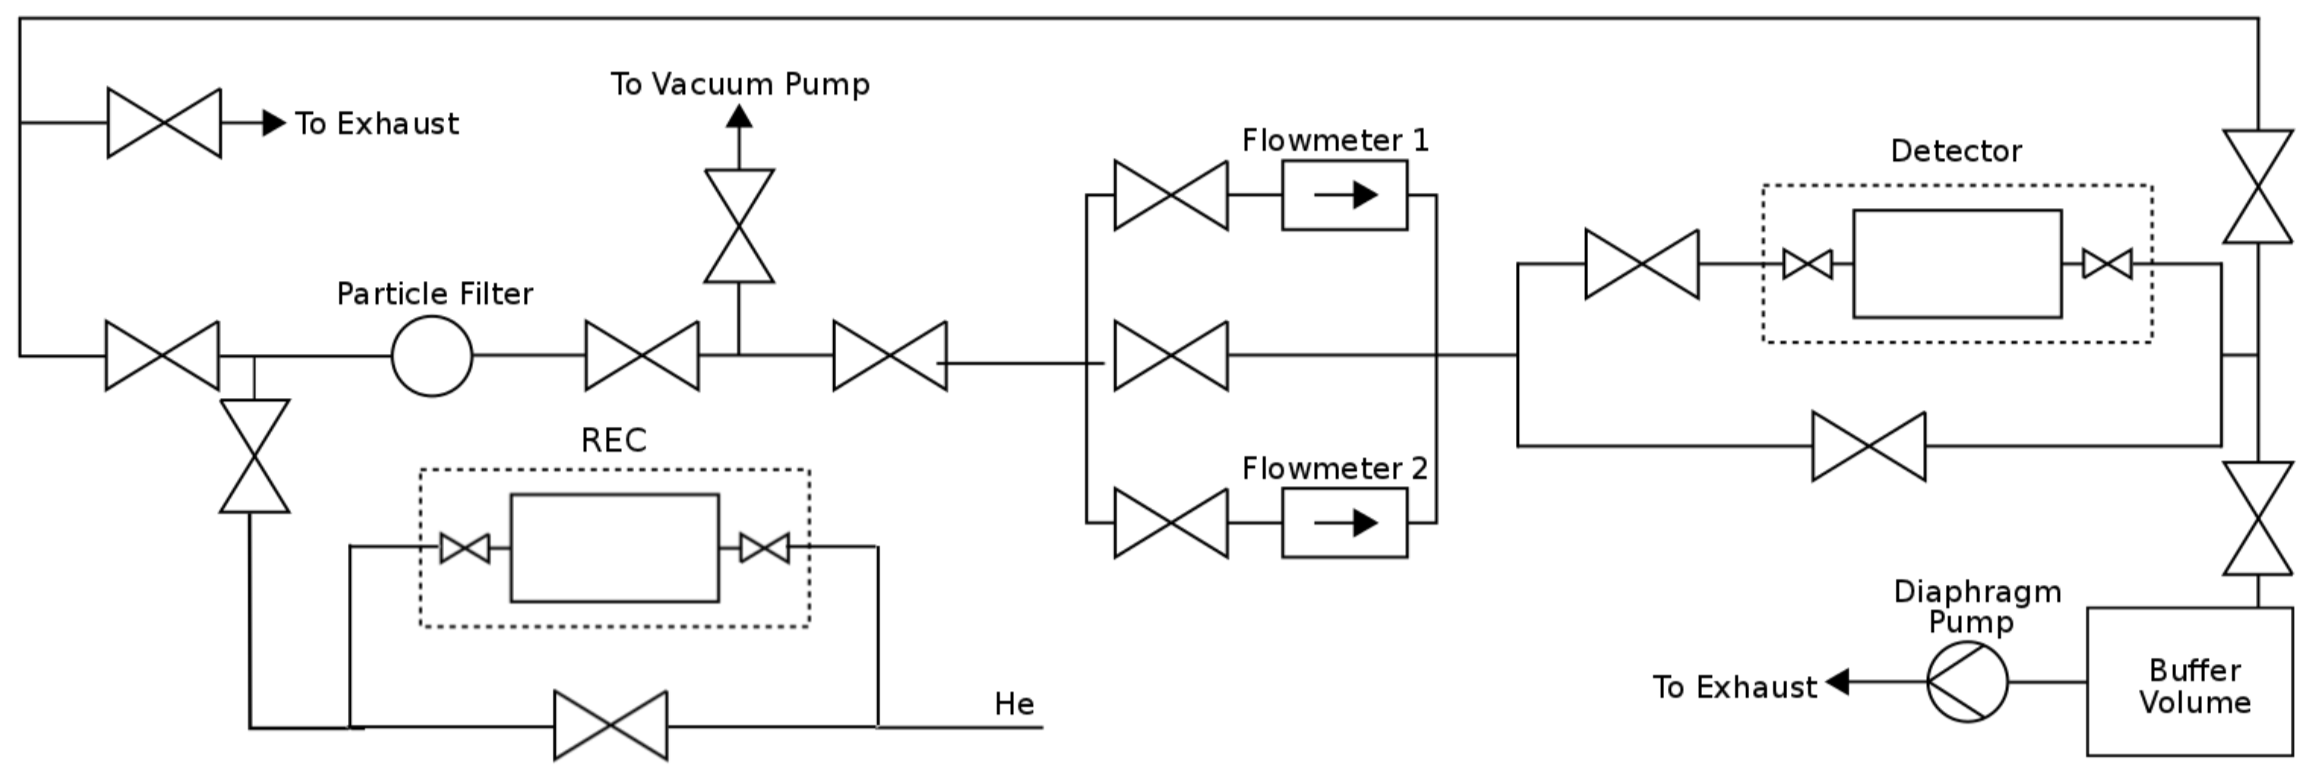 To Vacuum Pump
To Exhaust
Flowmeter 1
Detector
Particle Filter
REC
Flowmeter 2
Diaphragm
Pump
To Exhaust
Buffer
Volume
He